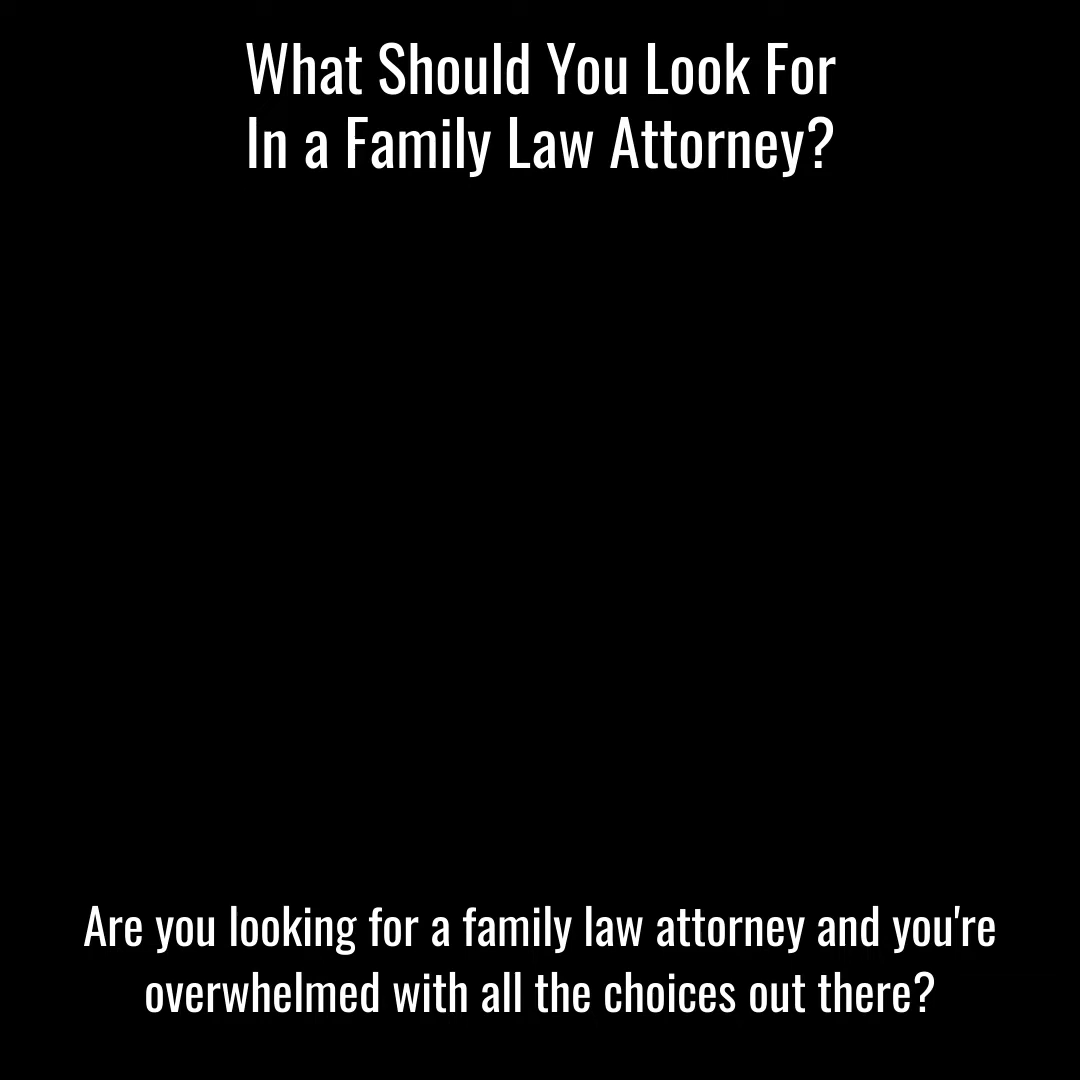 What Should You Look For
In a Family Law Attorney?
Are you looking for a family law attorney and you're
overwhelmed with all the choices out there?